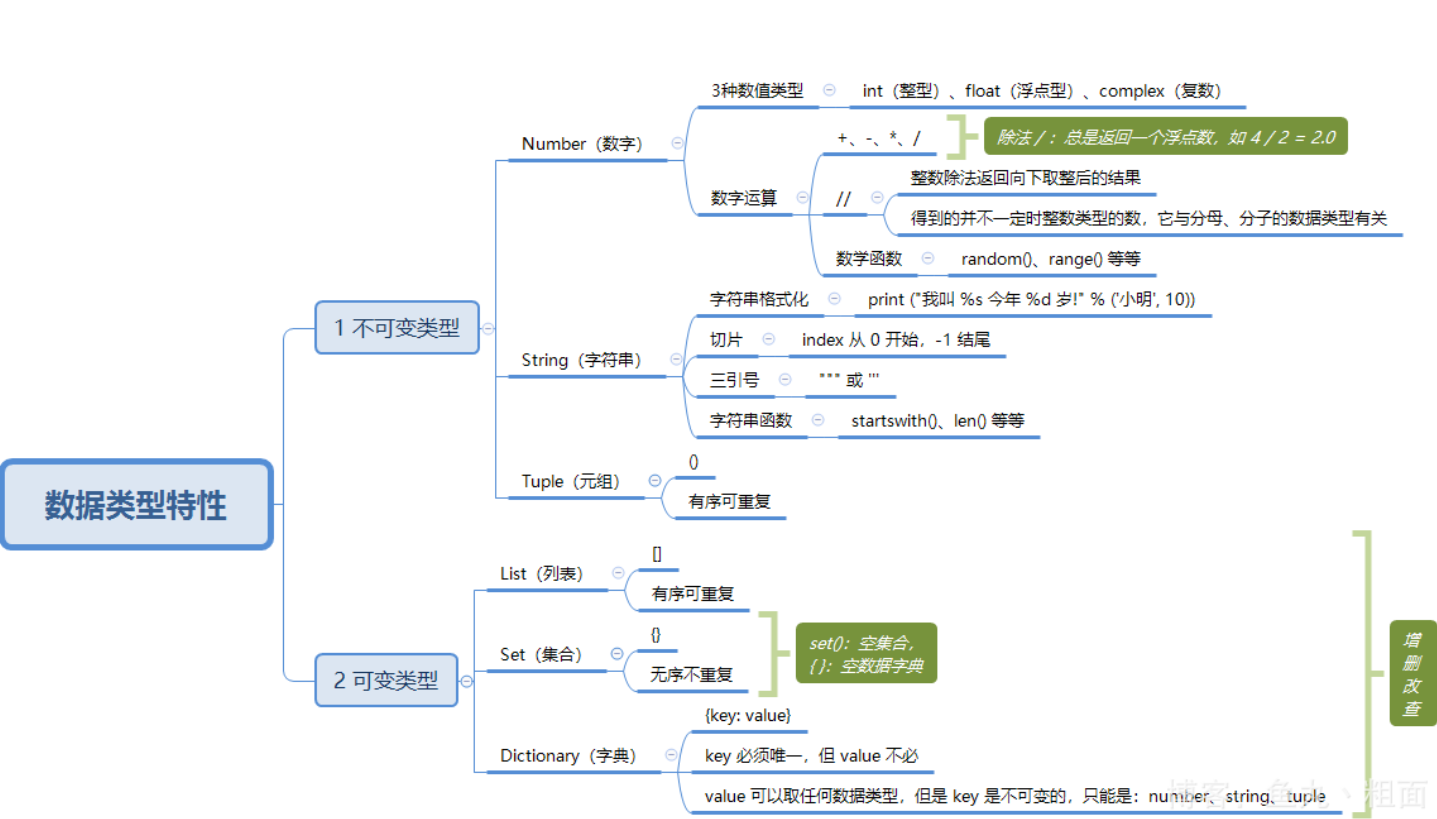 数据类型特性
1 不可变类型
Number（数字）
3种数值类型
int（整型）、float（浮点型）、complex（复数）
数字运算
+、-、*、/
除法 / ：总是返回一个浮点数，如 4 / 2 = 2.0
//
整数除法返回向下取整后的结果
得到的并不一定时整数类型的数，它与分母、分子的数据类型有关
数学函数
random()、range() 等等
String（字符串）
字符串格式化
print ("我叫 %s 今年 %d 岁!" % ('小明', 10))
切片
index 从 0 开始，-1 结尾
三引号
""" 或 '''
字符串函数
startswith()、len() 等等
Tuple（元组）
()
有序可重复
2 可变类型
List（列表）
[]
有序可重复
Set（集合）
{}
无序不重复
set()：空集合，
{ }：空数据字典
Dictionary（字典）
{key: value}
key 必须唯一，但 value 不必
value 可以取任何数据类型，但是 key 是不可变的，只能是：number、string、tuple
增
删
改
查
博客：鱼丸丶粗面